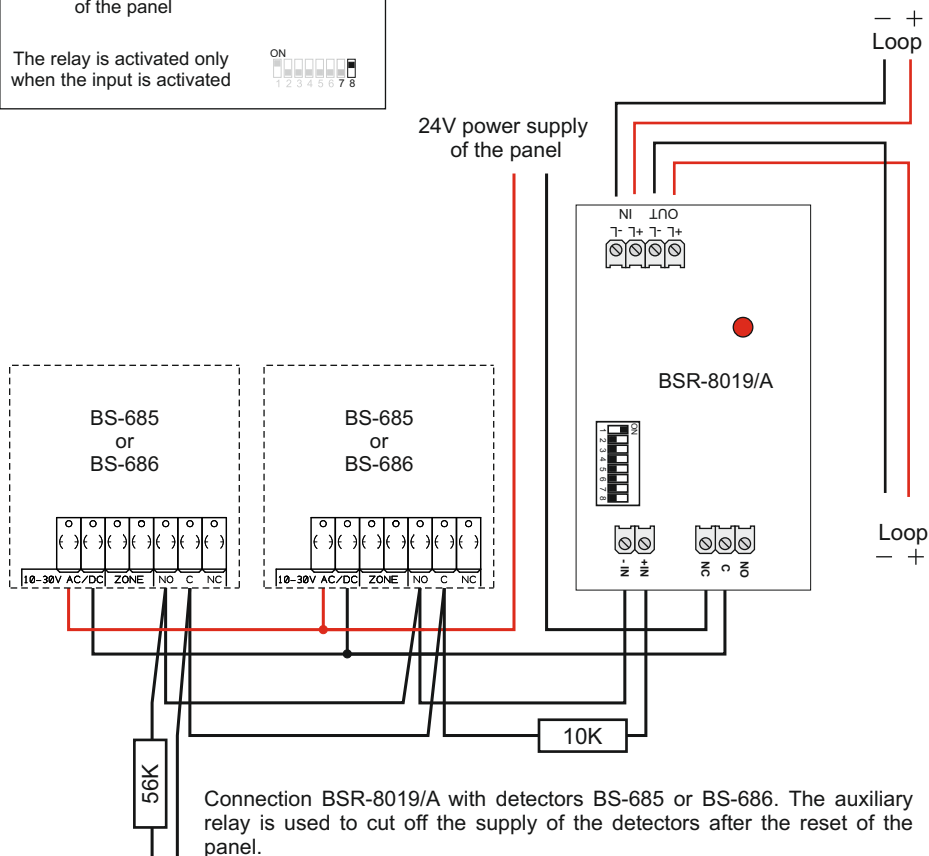 of the panel
The relay is activated only
when the input is activated
ON
1 2 3 4 5 6 7 8
− +
Loop
24V power supply
of the panel
IN OUT
L- L+ L- L+
BSR-8019/A
ON
1 2 3 4 5 6 7 8
- IN +IN
NC C NO
Loop
− +
BS-685
or
BS-686
10-30V AC/DC ZONE NO C NC
BS-685
or
BS-686
10-30V AC/DC ZONE NO C NC
10K
56K
Connection BSR-8019/A with detectors BS-685 or BS-686. The auxiliary
relay is used to cut off the supply of the detectors after the reset of the
panel.